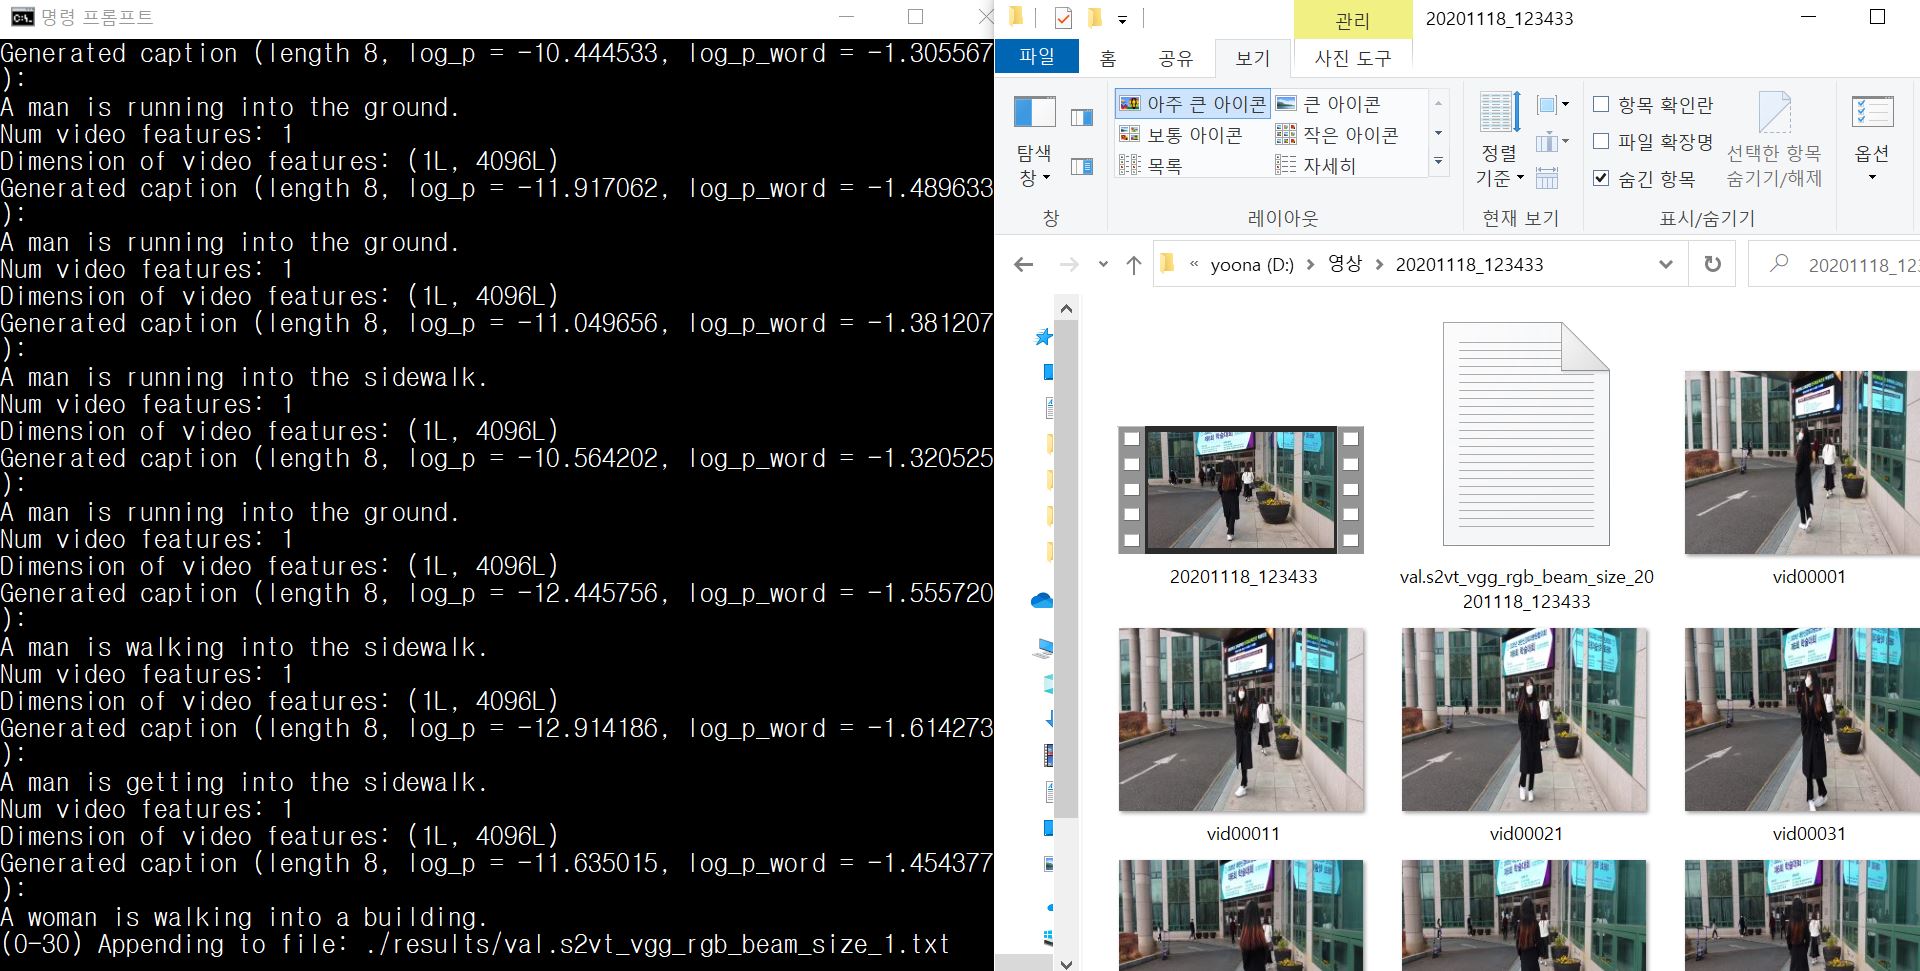 명령 프롬프트
Generated caption (length 8, log_p = -10.444533, log_p_word = -1.305567
):
A man is running into the ground.
Num video features: 1
Dimension of video features: (1L, 4096L)
Generated caption (length 8, log_p = -11.917062, log_p_word = -1.489633
):
A man is running into the ground.
Num video features: 1
Dimension of video features: (1L, 4096L)
Generated caption (length 8, log_p = -11.049656, log_p_word = -1.381207
):
A man is running into the sidewalk.
Num video features: 1
Dimension of video features: (1L, 4096L)
Generated caption (length 8, log_p = -10.564202, log_p_word = -1.320525
):
A man is running into the ground.
Num video features: 1
Dimension of video features: (1L, 4096L)
Generated caption (length 8, log_p = -12.445756, log_p_word = -1.555720
):
A man is walking into the sidewalk.
Num video features: 1
Dimension of video features: (1L, 4096L)
Generated caption (length 8, log_p = -12.914186, log_p_word = -1.614273
):
A man is getting into the sidewalk.
Num video features: 1
Dimension of video features: (1L, 4096L)
Generated caption (length 8, log_p = -11.635015, log_p_word = -1.454377
):
A woman is walking into a building.
(0-30) Appending to file: ./results/val.s2vt_vgg_rgb_beam_size_1.txt
관리 20201118_123433
파일 홈 공유 보기 사진 도구
탐색 창
아주 큰 아이콘 큰 아이콘
보통 아이콘 작은 아이콘
목록 자세히
정렬 기준
항목 확인란
파일 확장명
숨긴 항목
선택한 항목
숨기기/해제
옵션
창 레이아웃 현재 보기 표시/숨기기
« yoona (D:) > 영상 > 20201118_123433
20201118_123
20201118_123433
val.s2vt_vgg_rgb_beam_size_20
201118_123433
vid00001
vid00011
vid00021
vid00031